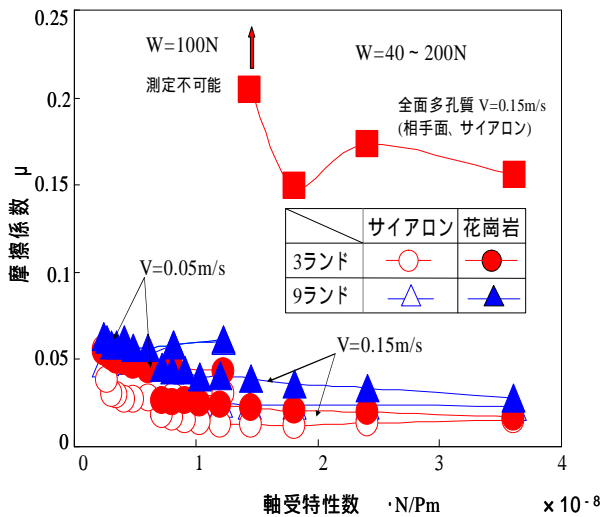 0.25
0.2
0.15
0.1
0.05
0
摩擦係数 μ
W=100N
測定不可能
W=40~200N
全面多孔質 V=0.15m/s
(相手面、サイアロン)
サイアロン 花崗岩
3ランド
9ランド
V=0.05m/s
V=0.15m/s
0 1 2 3 4
軸受特性数 ·N/Pm ×10⁻⁸